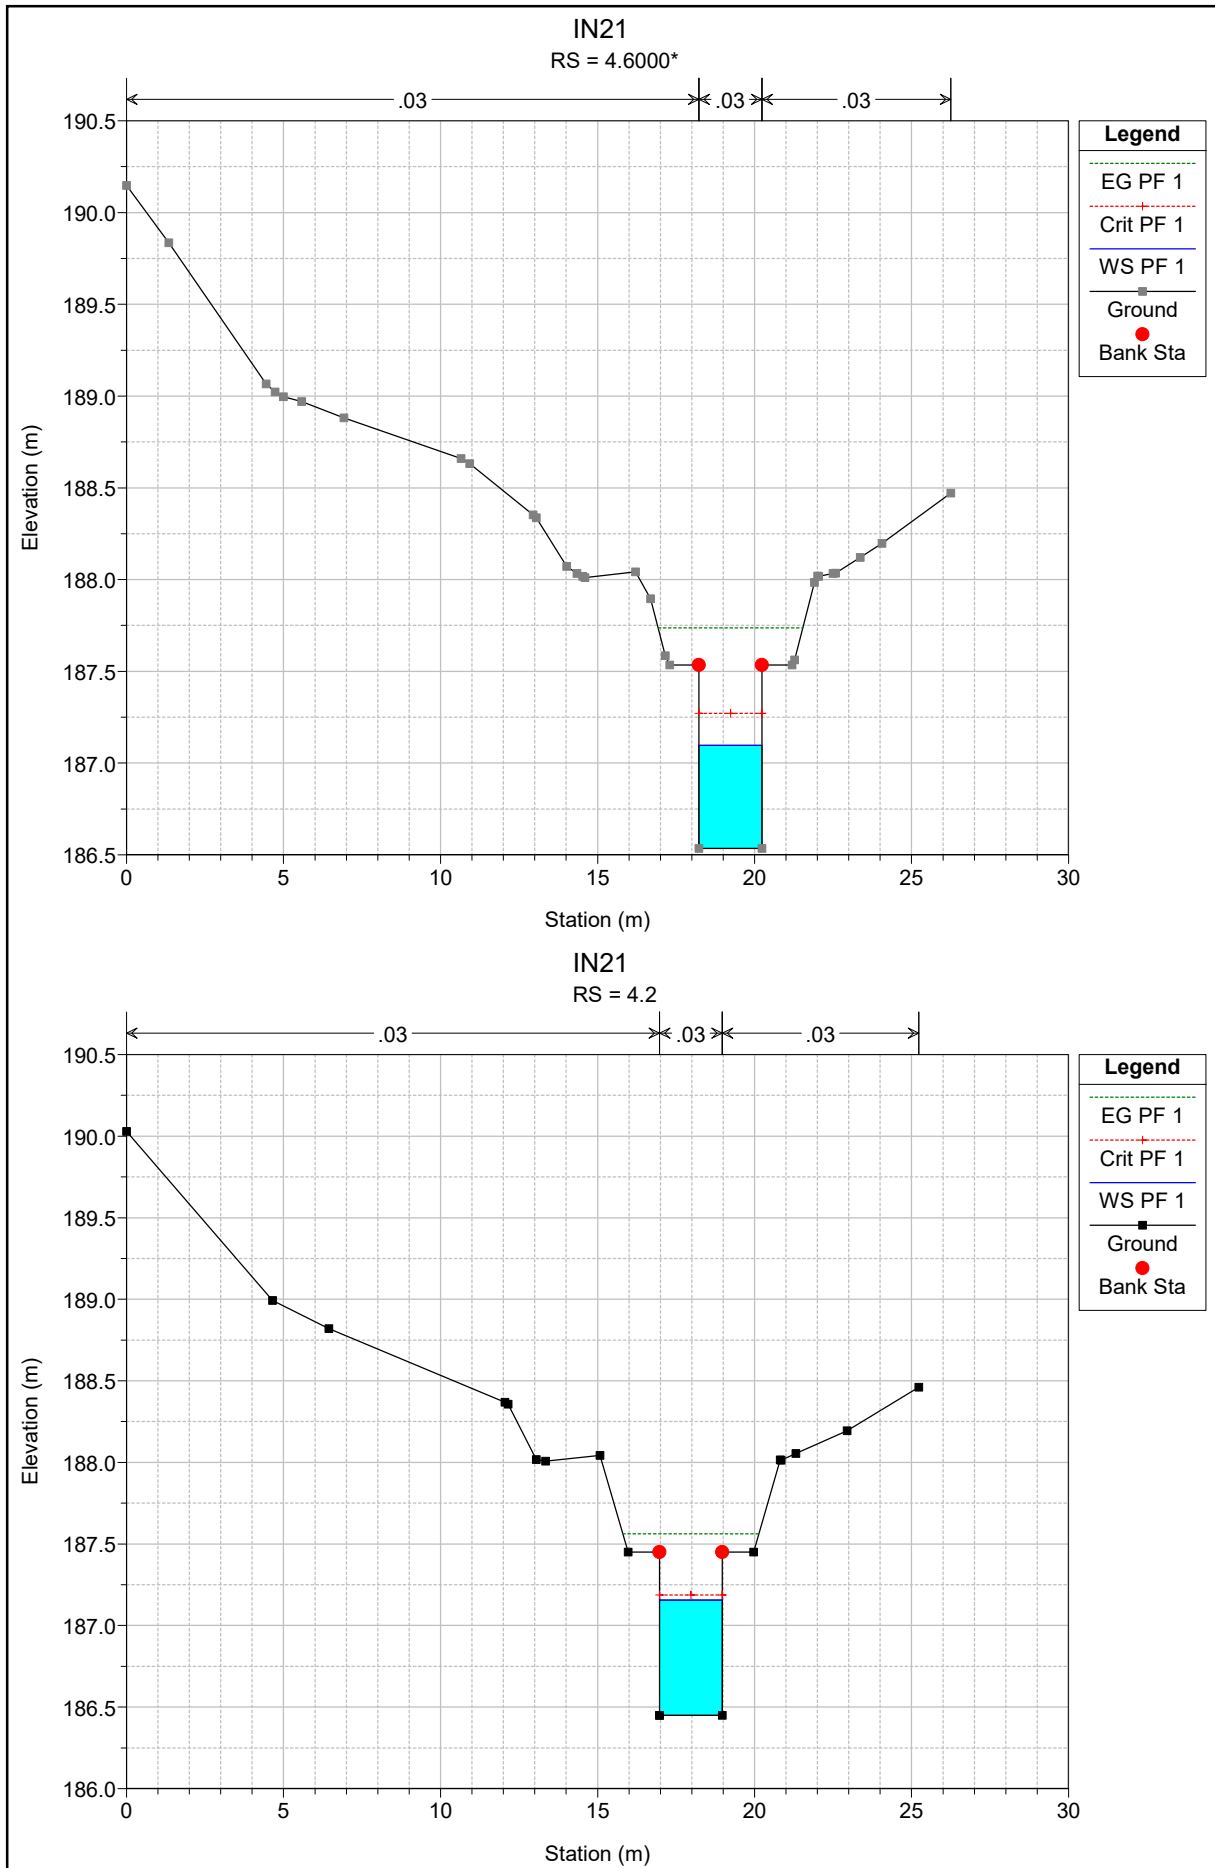 IN21
RS = 4.6000*
.03 .03 .03
190.5
190.0
189.5
189.0
188.5
188.0
187.5
187.0
186.5
0 5 10 15 20 25 30
Elevation (m)
Station (m)
Legend
EG PF 1
Crit PF 1
WS PF 1
Ground
Bank Sta
IN21
RS = 4.2
.03 .03 .03
190.5
190.0
189.5
189.0
188.5
188.0
187.5
187.0
186.5
186.0
0 5 10 15 20 25 30
Elevation (m)
Station (m)
Legend
EG PF 1
Crit PF 1
WS PF 1
Ground
Bank Sta